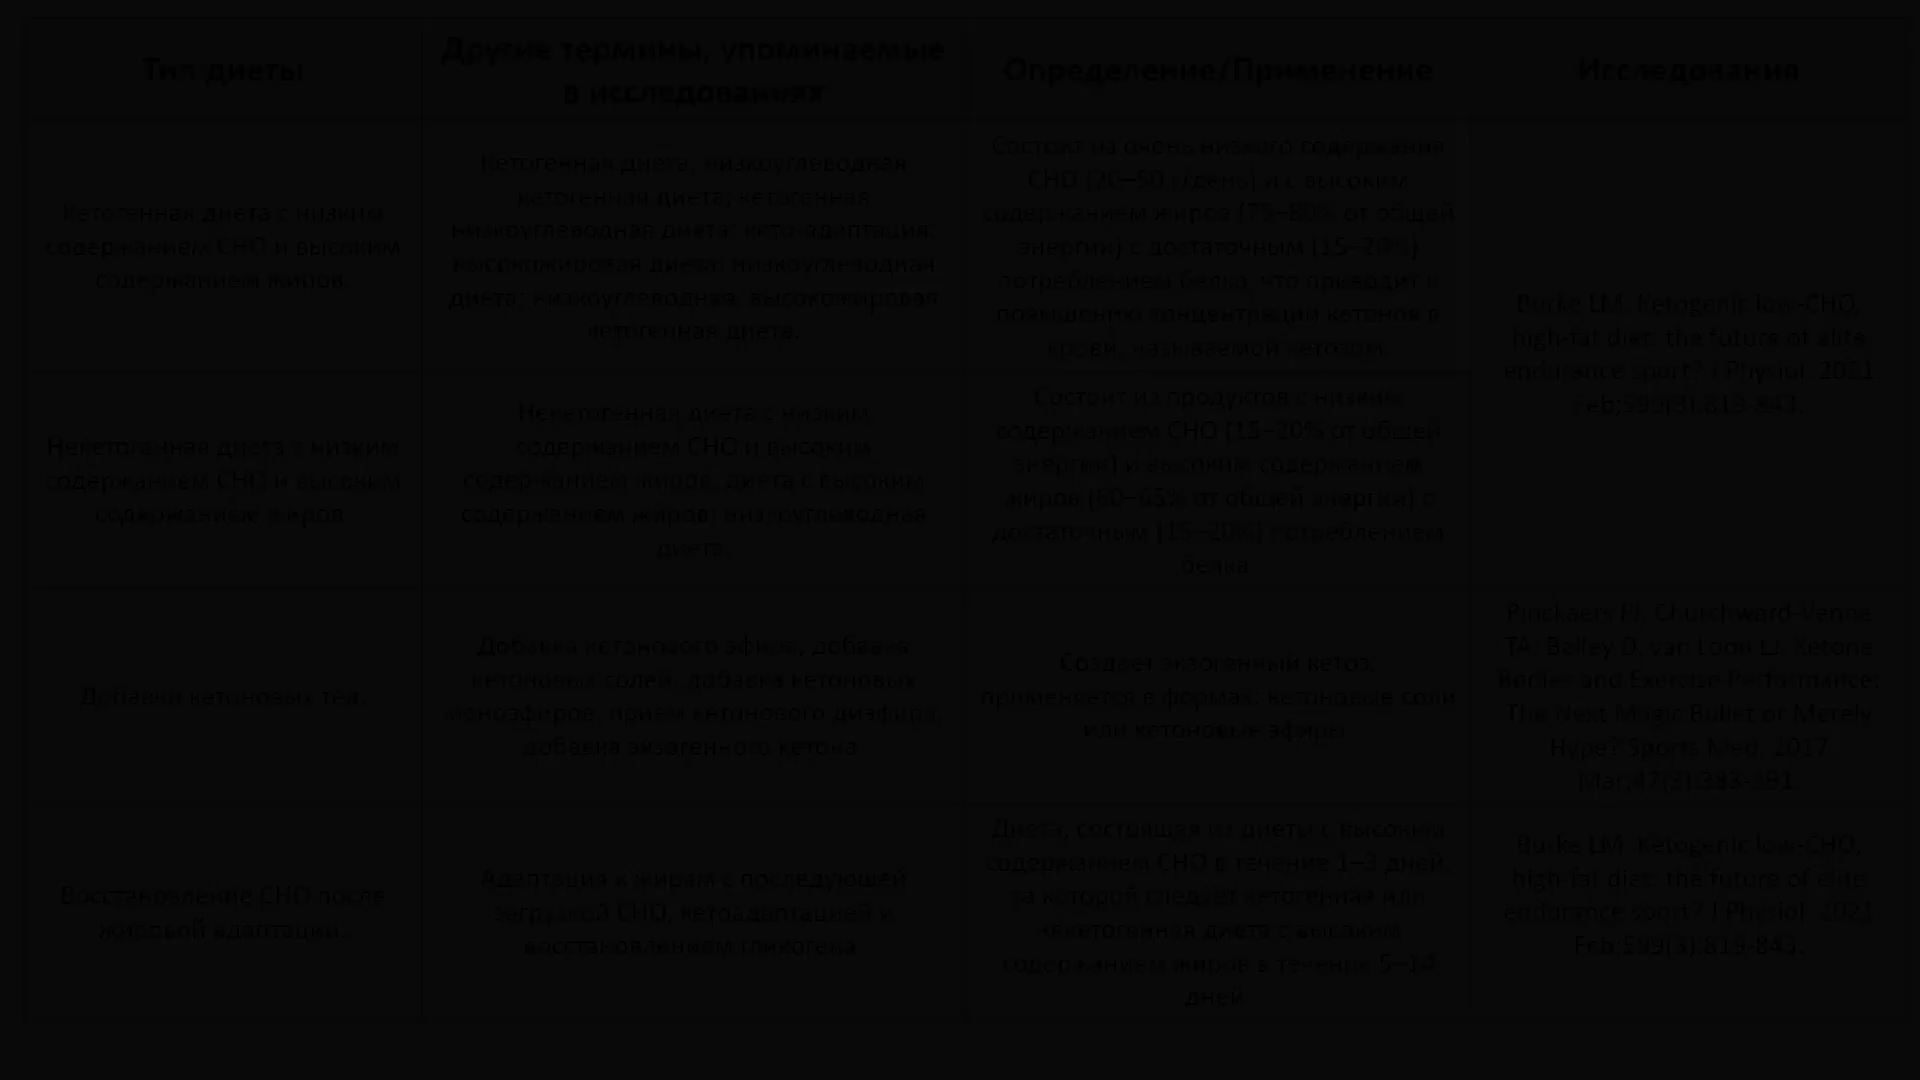 Тип диеты
Другие термины, упоминаемые
в исследованиях
Определение/Применение
Исследования
Кетогенная диета с низким
содержанием CHO и высоким
содержанием жиров.
Кетогенная диета, низкоуглеводная
кетогенная диета; кетогенная
низкоуглеводная диета; кето-адаптация;
высокожировая диета; низкоуглеводная
диета; низкоуглеводная, высокожировая
кетогенная диета.
Состоит из очень низкого содержания
CHO (20–50 г/день) и с высоким
содержанием жиров (75–80% от общей
энергии) с достаточным (15–20%)
потреблением белка, что приводит к
повышению концентрации кетонов в
крови, называемой кетозом.
Burke LM. Ketogenic low-CHO,
high-fat diet: the future of elite
endurance sport? J Physiol. 2021
Feb;599(3):819-843.
Некетогенная диета с низким
содержанием CHO и высоким
содержанием жиров
Некетогенная диета с низким
содержанием CHO и высоким
содержанием жиров; диета с высоким
содержанием жиров; низкоуглеводная
диета.
Состоит из продуктов с низким
содержанием CHO (15–20% от общей
энергии) и высоким содержанием
жиров (60–65% от общей энергии) с
достаточным (15–20%) потреблением
белка
Добавки кетоновых тел.
Добавка кетонового эфира, добавка
кетоновых солей, добавка кетоновых
моноэфиров, прием кетонового диэфира,
добавка экзогенного кетона
Создает экзогенный кетоз;
применяется в формах: кетоновые соли
или кетоновые эфиры
Pinckaers PJ, Churchward-Venne
TA, Bailey D, van Loon LJ. Ketone
Bodies and Exercise Performance:
The Next Magic Bullet or Merely
Hype? Sports Med. 2017
Mar;47(3):383-391.
Восстановление CHO после
жировой адаптации.
Адаптация к жирам с последующей
загрузкой CHO, кетоадаптацией и
восстановлением гликогена
Диета, состоящая из диеты с высоким
содержанием CHO в течение 1–3 дней,
за которой следует кетогенная или
некетогенная диета с высоким
содержанием жиров в течение 5–14
дней
Burke LM. Ketogenic low-CHO,
high-fat diet: the future of elite
endurance sport? J Physiol. 2021
Feb;599(3):819-843.